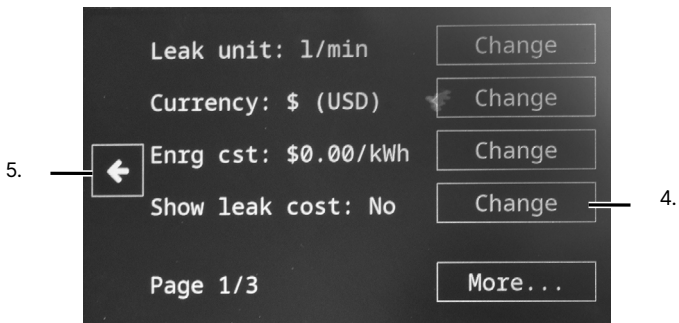 Leak unit: l/min Change
Currency: $ (USD) Change
Enrg cst: $0.00/kWh Change
5.
Show leak cost: No Change
4.
Page 1/3 More...